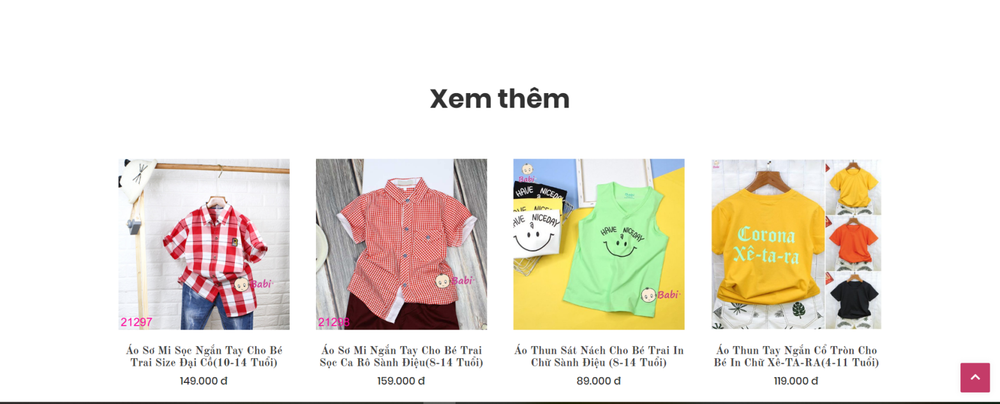 Xem thêm
Babi
21297
Babi
21298
Babi
HAVE NICEDAY
HAVE NICE
AVE a NICEDAY
HAVE a NICEDAY
Babi
Corona
Xê-ta-ra
Áo Sơ Mi Sọc Ngắn Tay Cho Bé
Trai Size Đại Cồ(10-14 Tuổi)
149.000 đ
Áo Sơ Mi Ngắn Tay Cho Bé Trai
Sọc Ca Rô Sành Điệu(8-14 Tuổi)
159.000 đ
Áo Thun Sát Nách Cho Bé Trai In
Chữ Sành Điệu (8-14 Tuổi)
89.000 đ
Áo Thun Tay Ngắn Cổ Tròn Cho
Bé In Chữ Xê-TA-RA(4-11 Tuổi)
119.000 đ